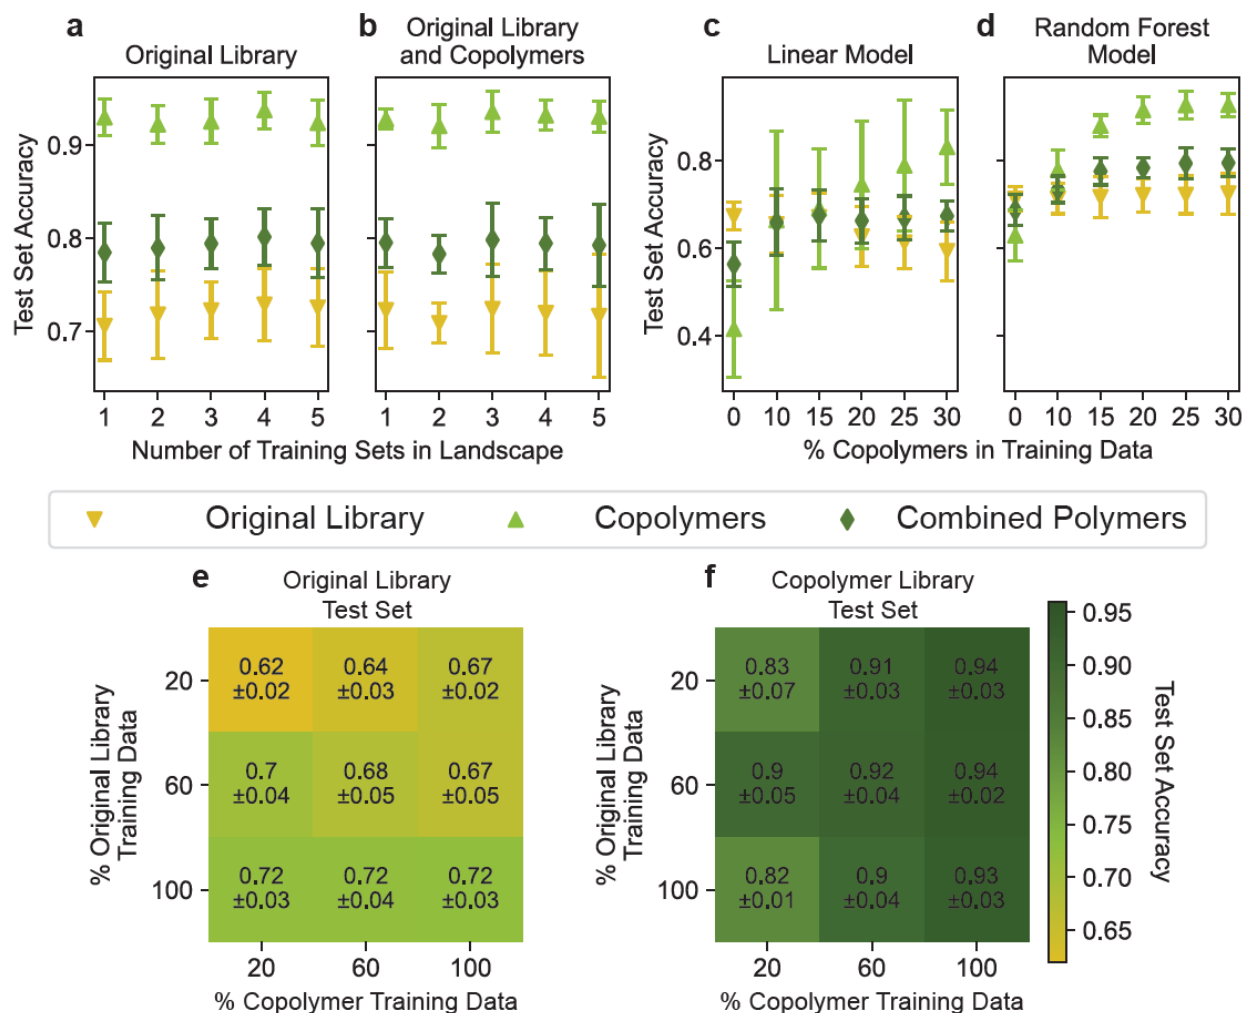 a
Original Library
b
Original Library
and Copolymers
c
Linear Model
d
Random Forest
Model
Test Set Accuracy
0.9
0.8
0.7
1 2 3 4 5
1 2 3 4 5
Number of Training Sets in Landscape
Test Set Accuracy
0.8
0.6
0.4
0 10 15 20 25 30
0 10 15 20 25 30
% Copolymers in Training Data
Original Library
Copolymers
Combined Polymers
e
Original Library
Test Set
% Original Library
Training Data
20
60
100
0.62 0.64 0.67
±0.02 ±0.03 ±0.02
0.7 0.68 0.67
±0.04 ±0.05 ±0.05
0.72 0.72 0.72
±0.03 ±0.04 ±0.03
20 60 100
% Copolymer Training Data
f
Copolymer Library
Test Set
% Original Library
Training Data
20
60
100
0.83 0.91 0.94
±0.07 ±0.03 ±0.03
0.9 0.92 0.94
±0.05 ±0.04 ±0.02
0.82 0.9 0.93
±0.01 ±0.04 ±0.03
20 60 100
% Copolymer Training Data
0.95
0.90
0.85
0.80
0.75
0.70
0.65
Test Set Accuracy